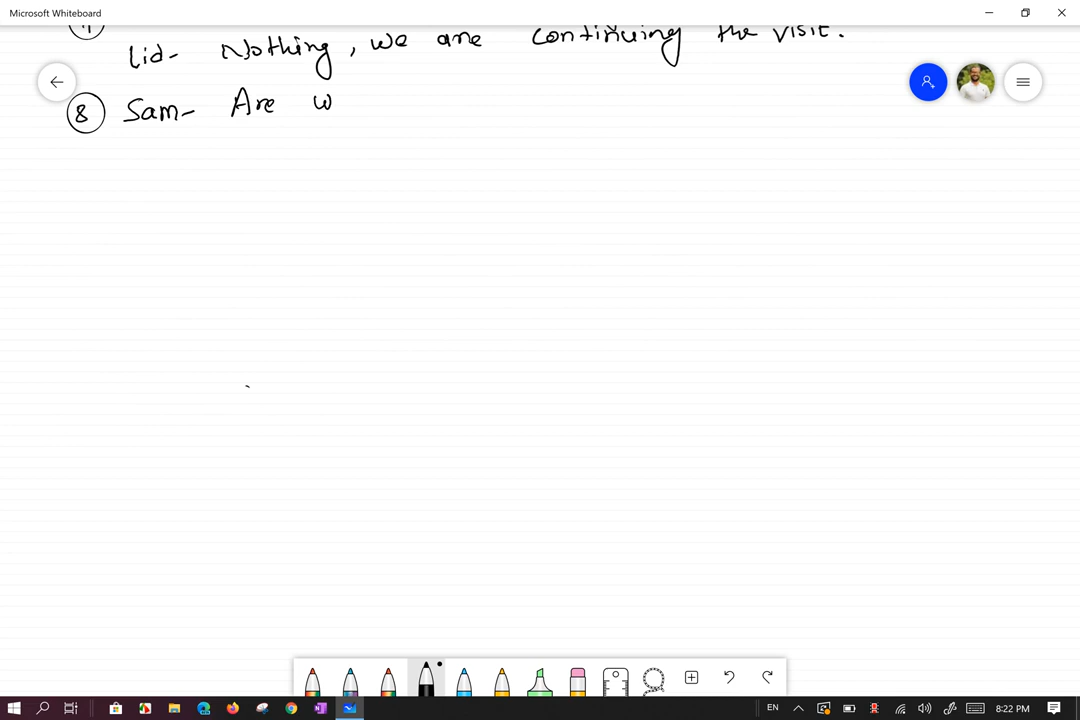 Microsoft Whiteboard
Lid- Nothing, we are continuing the visit.
8 Sam- Are w
EN
8:22 PM